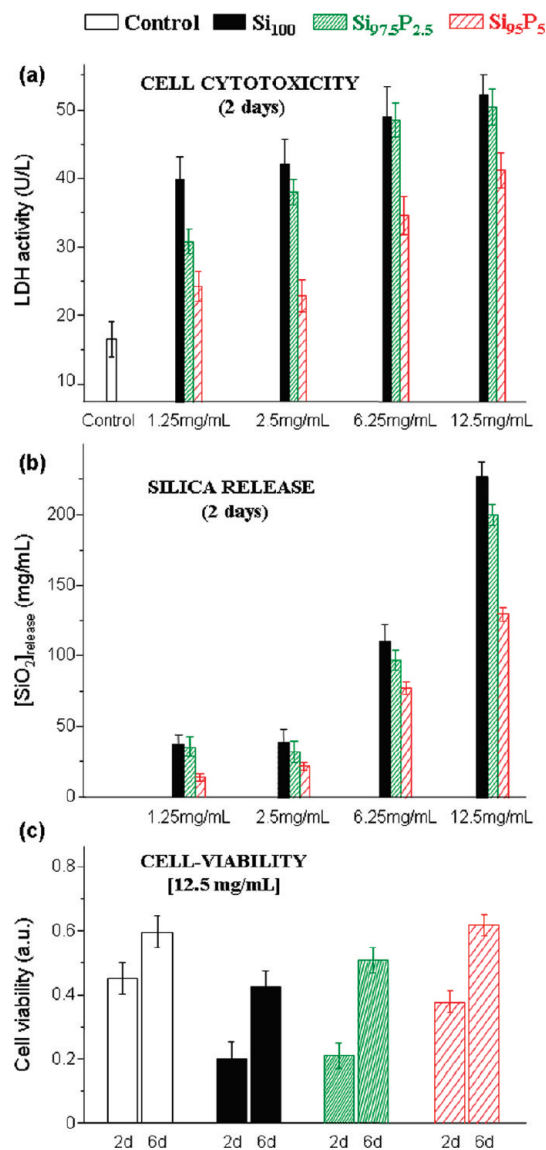 Control Si₁₀₀ Si₉₇.₅P₂.₅ Si₉₅P₅
(a)
CELL CYTOTOXICITY
(2 days)
LDH activity (U/L)
50
40
30
20
10
Control 1.25mg/mL 2.5mg/mL 6.25mg/mL 12.5mg/mL
(b)
SILICA RELEASE
(2 days)
[SiO₂]release (mg/mL)
200
150
100
50
0
1.25mg/mL 2.5mg/mL 6.25mg/mL 12.5mg/mL
(c)
CELL-VIABILITY
[12.5 mg/mL]
Cell viability (a.u.)
0.8
0.6
0.4
0.2
0
2d 6d 2d 6d 2d 6d 2d 6d